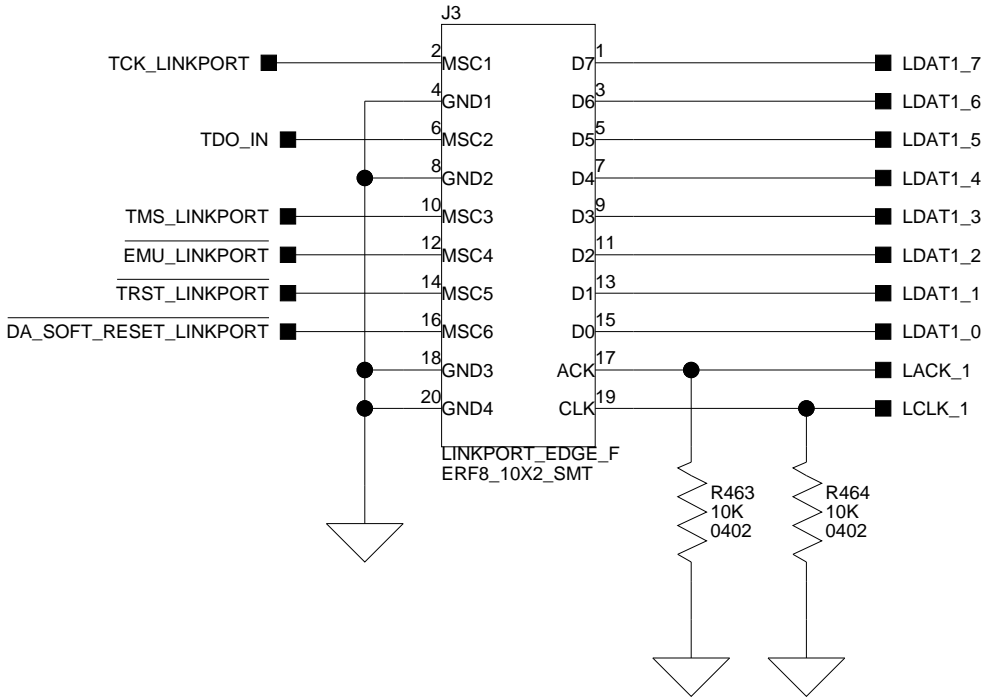 J3
TCK_LINKPORT 2 MSC1 D7 1 LDAT1_7
4 GND1 D6 3 LDAT1_6
TDO_IN 6 MSC2 D5 5 LDAT1_5
8 GND2 D4 7 LDAT1_4
TMS_LINKPORT 10 MSC3 D3 9 LDAT1_3
EMU_LINKPORT 12 MSC4 D2 11 LDAT1_2
TRST_LINKPORT 14 MSC5 D1 13 LDAT1_1
DA_SOFT_RESET_LINKPORT 16 MSC6 D0 15 LDAT1_0
18 GND3 ACK 17 LACK_1
20 GND4 CLK 19 LCLK_1
LINKPORT_EDGE_F
ERF8_10X2_SMT
R463
10K
0402
R464
10K
0402